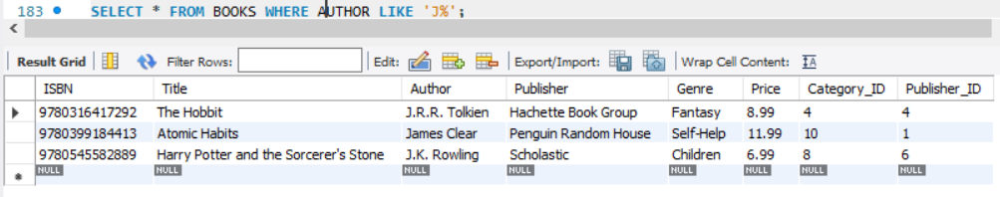 183 SELECT * FROM BOOKS WHERE AUTHOR LIKE 'J%';
Result Grid Filter Rows: Edit: Export/Import: Wrap Cell Content: IA
ISBN Title Author Publisher Genre Price Category_ID Publisher_ID
9780316417292 The Hobbit J.R.R. Tolkien Hachette Book Group Fantasy 8.99 4 4
9780399184413 Atomic Habits James Clear Penguin Random House Self-Help 11.99 10 1
9780545582889 Harry Potter and the Sorcerer's Stone J.K. Rowling Scholastic Children 6.99 8 6
NULL NULL NULL NULL NULL NULL NULL NULL